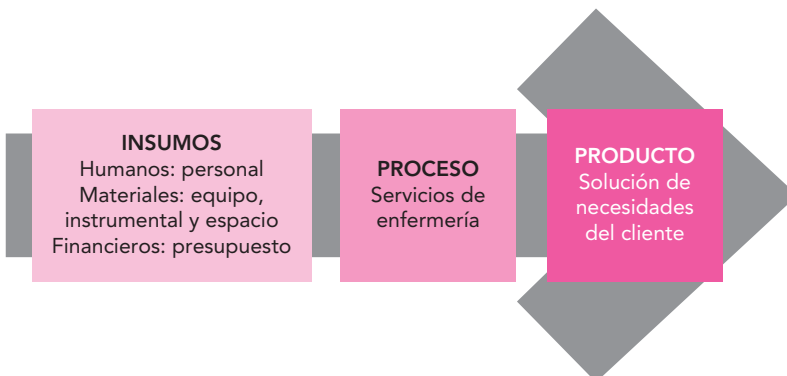 INSUMOS
Humanos: personal
Materiales: equipo,
instrumental y espacio
Financieros: presupuesto
PROCESO
Servicios de
enfermería
PRODUCTO
Solución de
necesidades
del cliente